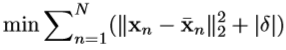 min ∑_{n=1}^{N} (‖𝐱_n − 𝐱̄_n‖_2^2 + |δ|)